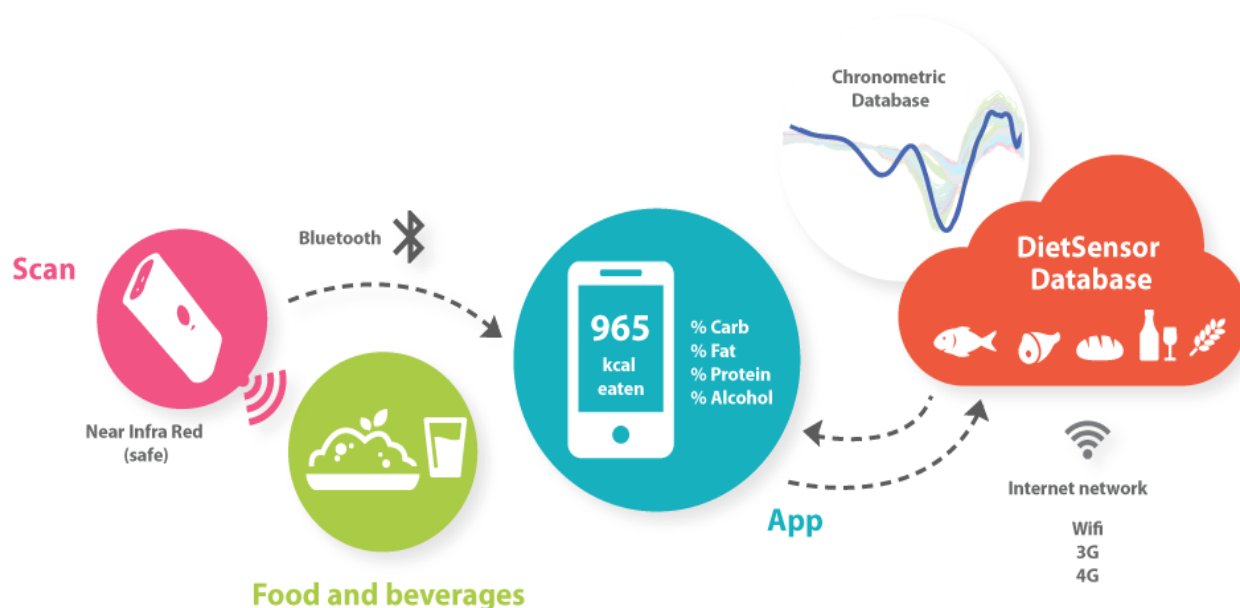 Scan
Near Infra Red
(safe)
Bluetooth
Food and beverages
965
kcal
eaten
% Carb
% Fat
% Protein
% Alcohol
App
Chronometric
Database
DietSensor
Database
Internet network
Wifi
3G
4G